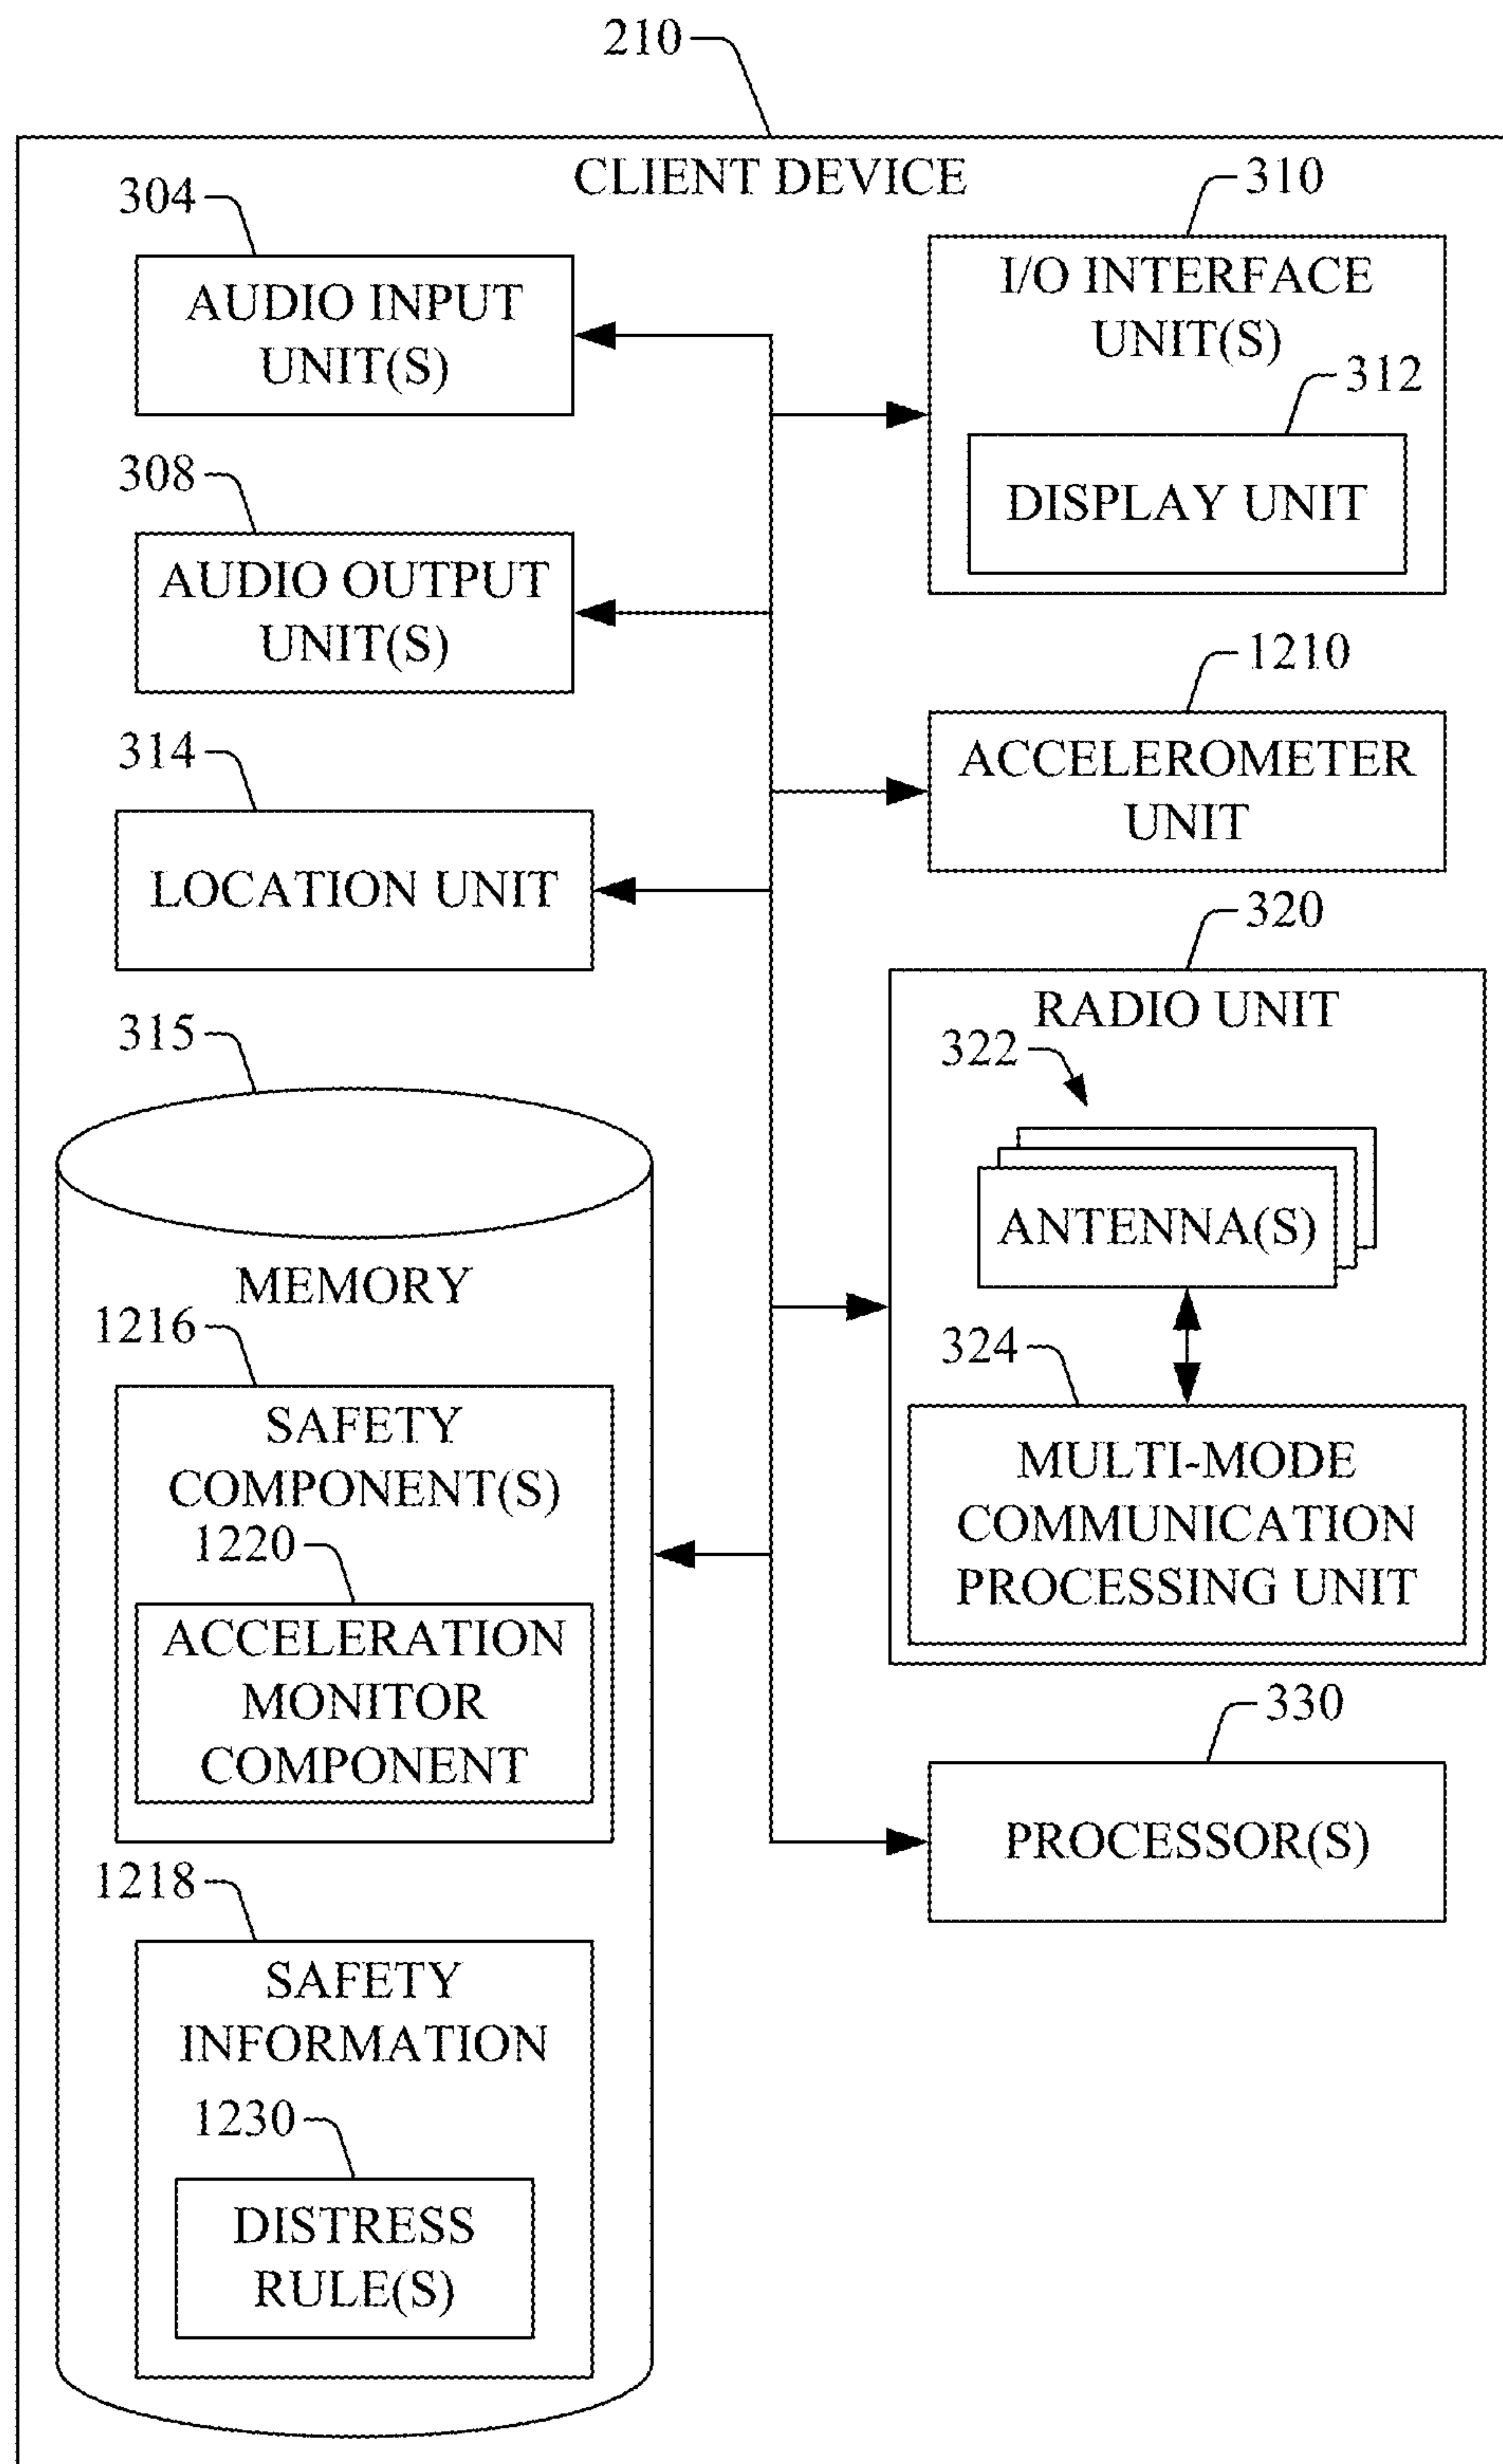 210
CLIENT DEVICE
304
AUDIO INPUT
UNIT(S)
310
I/O INTERFACE
UNIT(S)
312
DISPLAY UNIT
308
AUDIO OUTPUT
UNIT(S)
1210
ACCELEROMETER
UNIT
314
LOCATION UNIT
320
RADIO UNIT
322
ANTENNA(S)
324
MULTI-MODE
COMMUNICATION
PROCESSING UNIT
315
MEMORY
1216
SAFETY
COMPONENT(S)
1220
ACCELERATION
MONITOR
COMPONENT
330
PROCESSOR(S)
1218
SAFETY
INFORMATION
1230
DISTRESS
RULE(S)